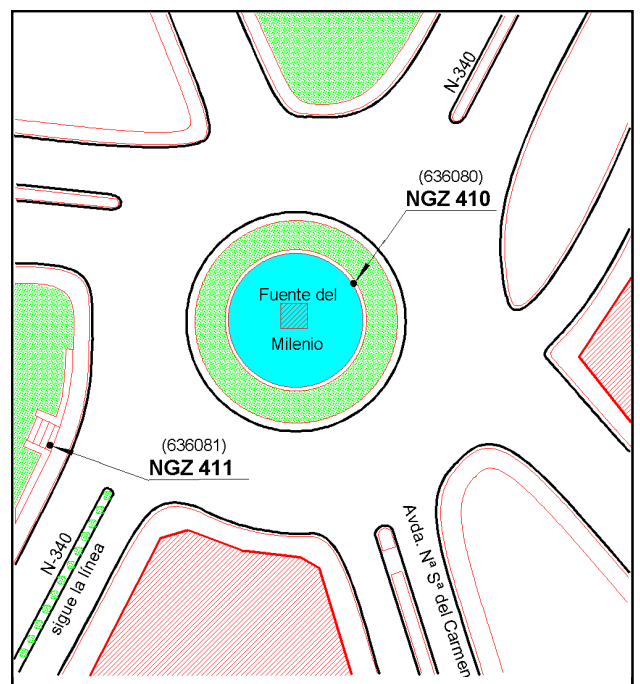 N-340
(636080)
NGZ 410
Fuente del
Milenio
(636081)
NGZ 411
N-340
sigue la línea
Avda. Nª Sª del Carmen